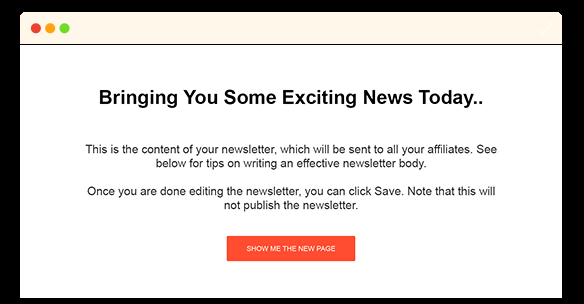 Bringing You Some Exciting News Today..
This is the content of your newsletter, which will be sent to all your affiliates. See
below for tips on writing an effective newsletter body.
Once you are done editing the newsletter, you can click Save. Note that this will
not publish the newsletter.
SHOW ME THE NEW PAGE